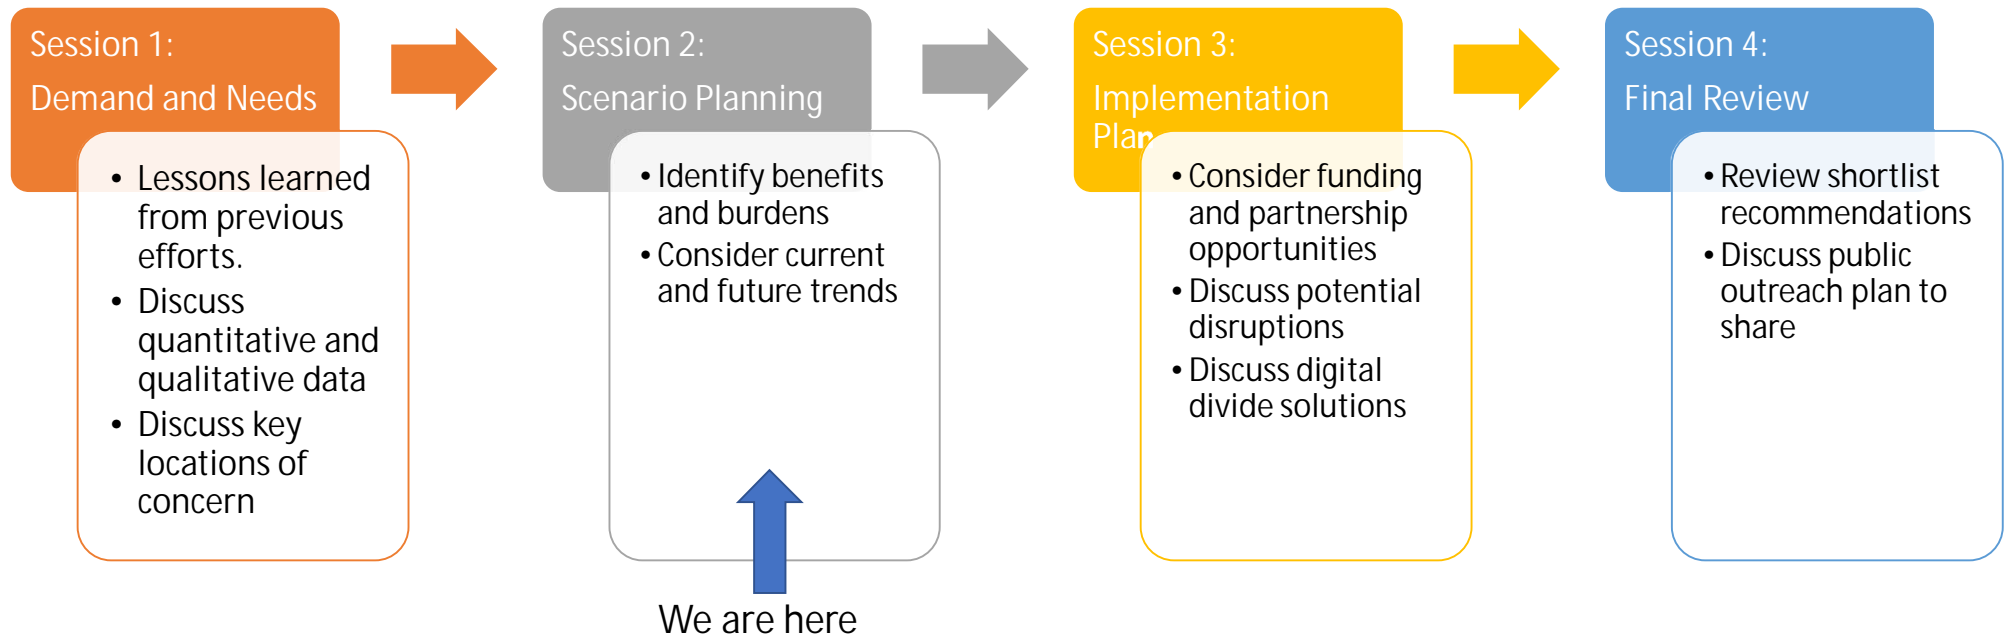 Session 1:
Demand and Needs
• Lessons learned
from previous
efforts.
• Discuss
quantitative and
qualitative data
• Discuss key
locations of
concern
Session 2:
Scenario Planning
• Identify benefits
and burdens
• Consider current
and future trends
We are here
Session 3:
Implementation
Plan
• Consider funding
and partnership
opportunities
• Discuss potential
disruptions
• Discuss digital
divide solutions
Session 4:
Final Review
• Review shortlist
recommendations
• Discuss public
outreach plan to
share